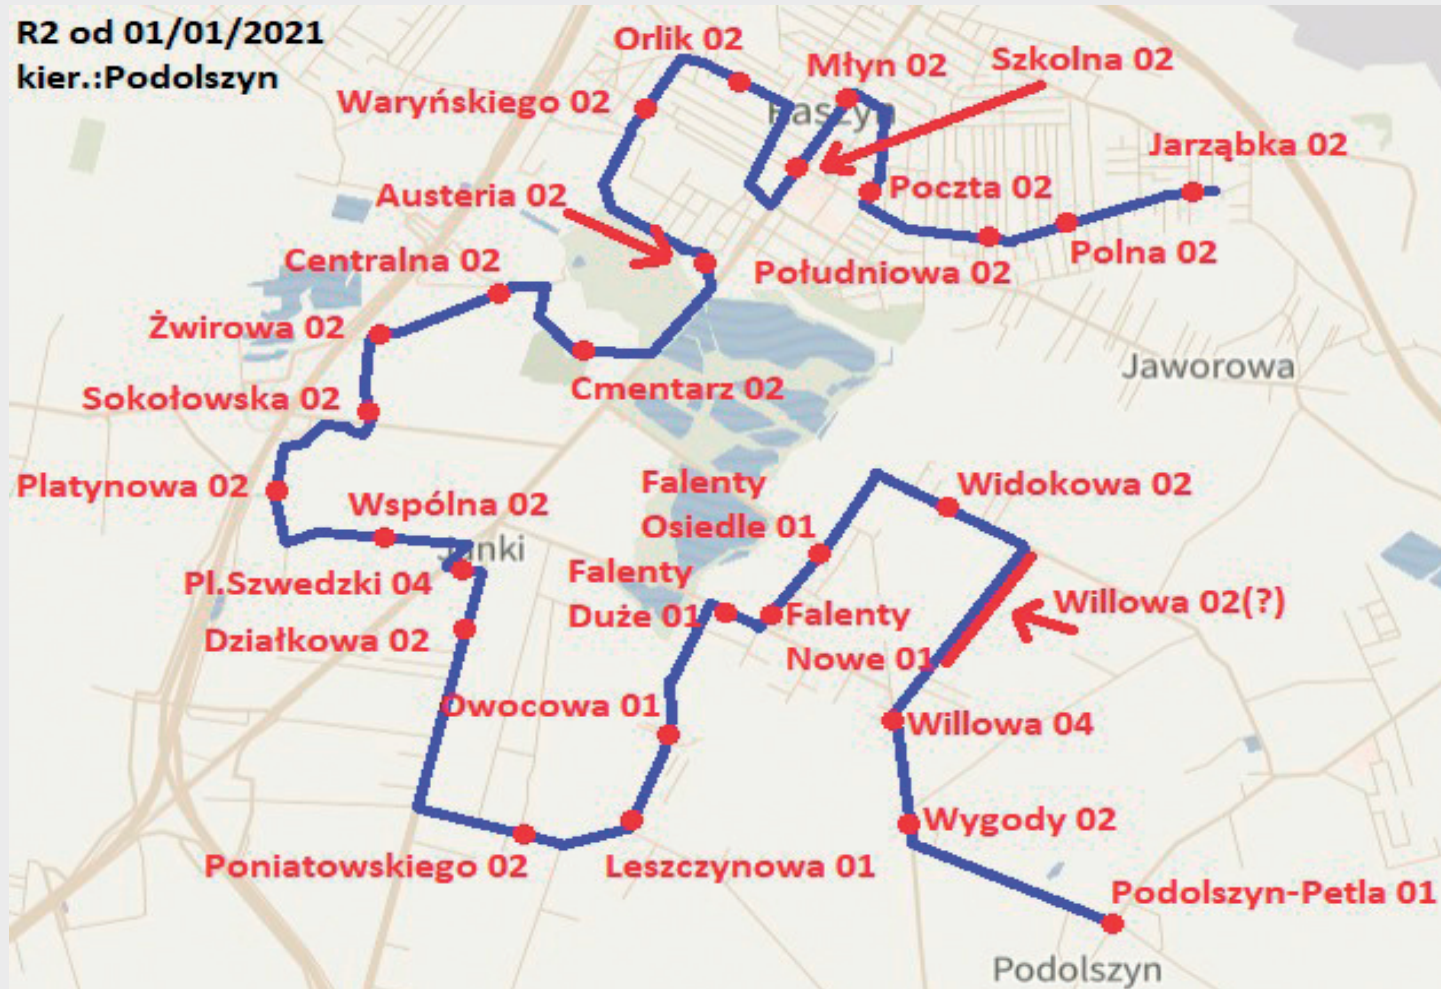 R2 od 01/01/2021
kier.:Podolszyn
Orlik 02
Młyn 02
Szkolna 02
Waryńskiego 02
Raszyn
Jarząbka 02
Austeria 02
Poczta 02
Centralna 02
Południowa 02
Polna 02
Żwirowa 02
Jaworowa
Sokołowska 02
Cmentarz 02
Platynowa 02
Wspólna 02
Falenty
Osiedle 01
Widokowa 02
Janki
Pl.Szwedzki 04
Falenty
Duże 01
Willowa 02(?)
Działkowa 02
Falenty
Nowe 01
Owocowa 01
Willowa 04
Wygody 02
Poniatowskiego 02
Leszczynowa 01
Podolszyn-Petla 01
Podolszyn